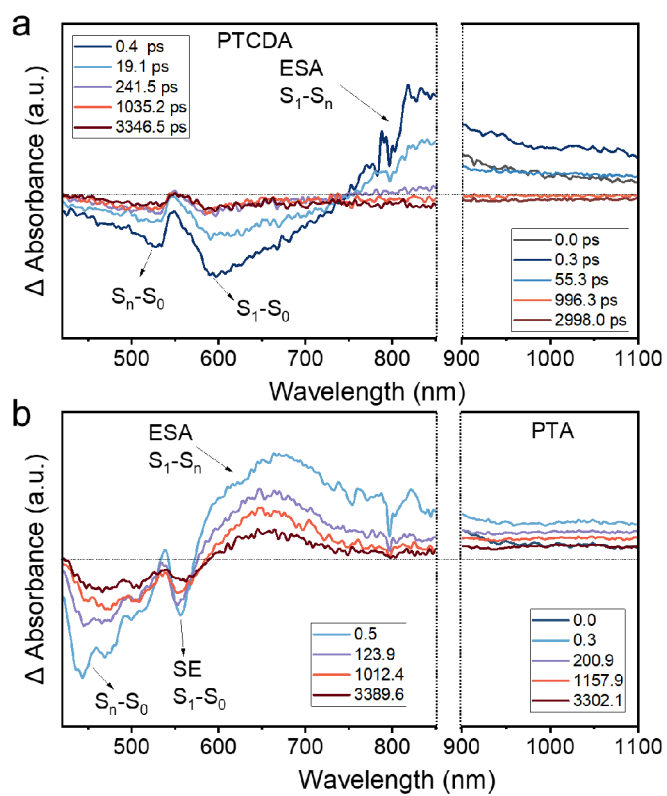 a
PTCDA
0.4 ps
19.1 ps
241.5 ps
1035.2 ps
3346.5 ps
ESA
S₁–Sₙ
Sₙ–S₀
S₁–S₀
0.0 ps
0.3 ps
55.3 ps
996.3 ps
2998.0 ps
Δ Absorbance (a.u.)
500 600 700 800 900 1000 1100
Wavelength (nm)
b
PTA
ESA
S₁–Sₙ
Sₙ–S₀
SE
S₁–S₀
0.5
123.9
1012.4
3389.6
0.0
0.3
200.9
1157.9
3302.1
Δ Absorbance (a.u.)
500 600 700 800 900 1000 1100
Wavelength (nm)